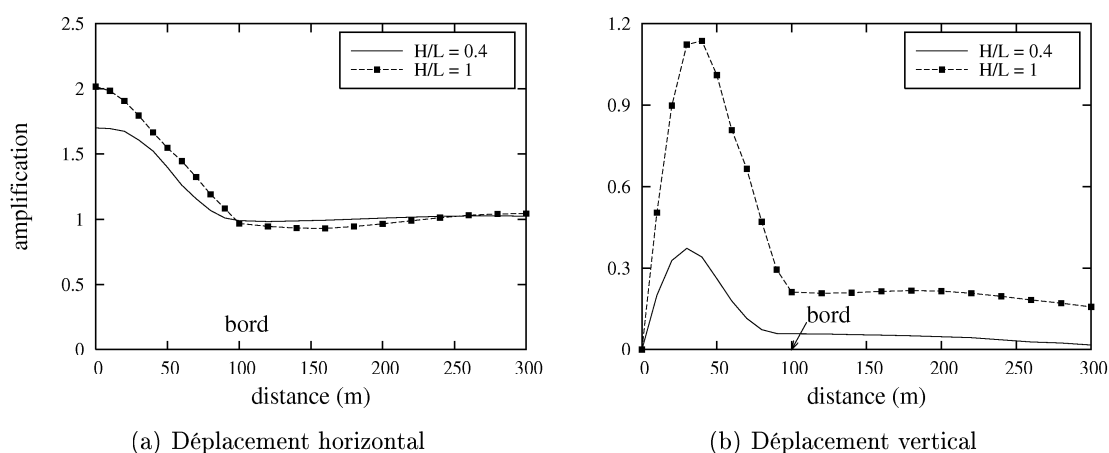 amplification
2.5
2
1.5
1
0.5
0
H/L = 0.4
H/L = 1
bord
0 50 100 150 200 250 300
distance (m)
(a) Déplacement horizontal
1.2
0.9
0.6
0.3
0
H/L = 0.4
H/L = 1
bord
0 50 100 150 200 250 300
distance (m)
(b) Déplacement vertical